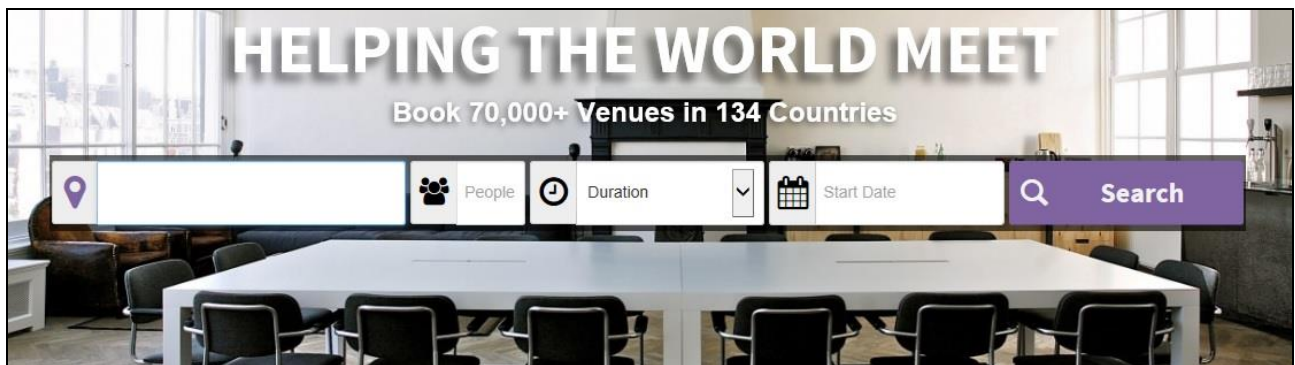 HELPING THE WORLD MEET
Book 70,000+ Venues in 134 Countries
People Duration Start Date Search